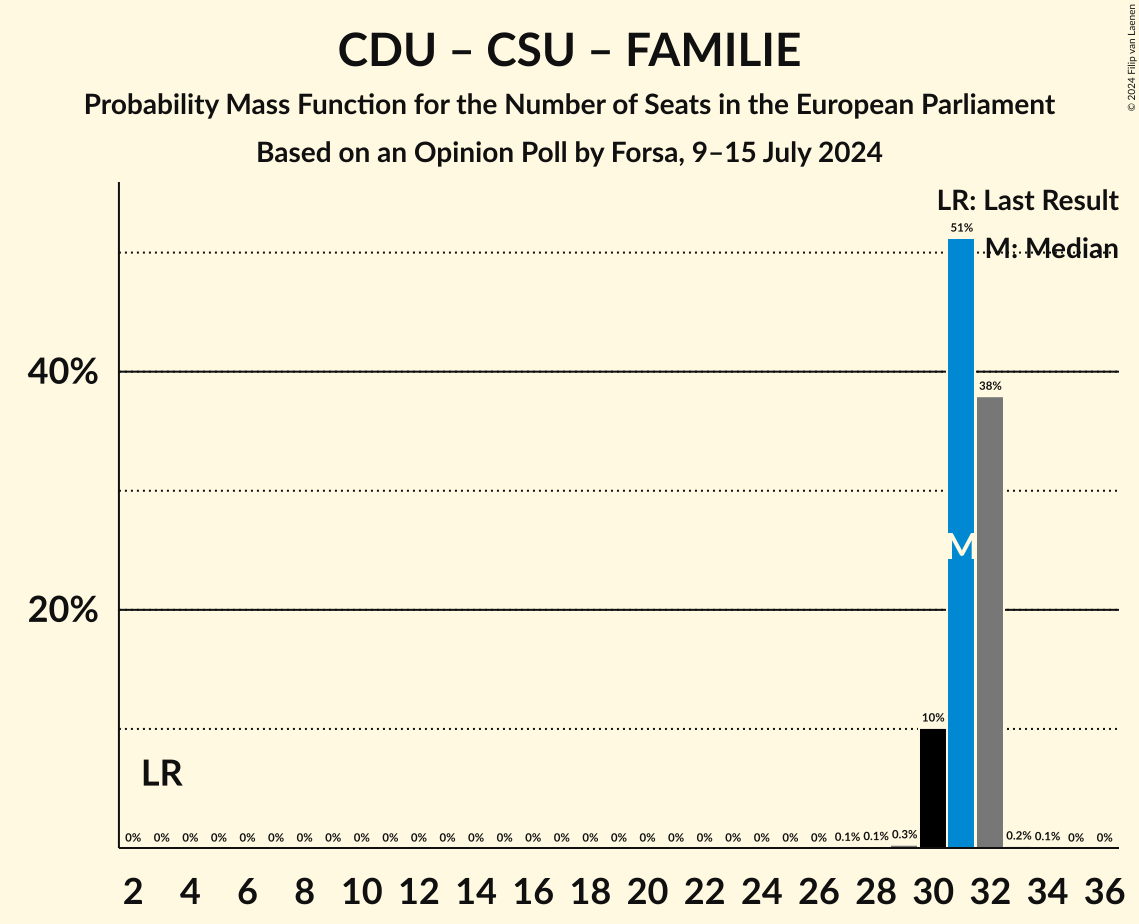 CDU – CSU – FAMILIE
Probability Mass Function for the Number of Seats in the European Parliament
Based on an Opinion Poll by Forsa, 9–15 July 2024
© 2024 Filip van Laenen
LR: Last Result
M: Median
51%
40%
38%
M
20%
10%
LR
0% 0% 0% 0% 0% 0% 0% 0% 0% 0% 0% 0% 0% 0% 0% 0% 0% 0% 0% 0% 0% 0% 0% 0% 0% 0.1% 0.1% 0.3% 0.2% 0.1% 0% 0%
2 4 6 8 10 12 14 16 18 20 22 24 26 28 30 32 34 36